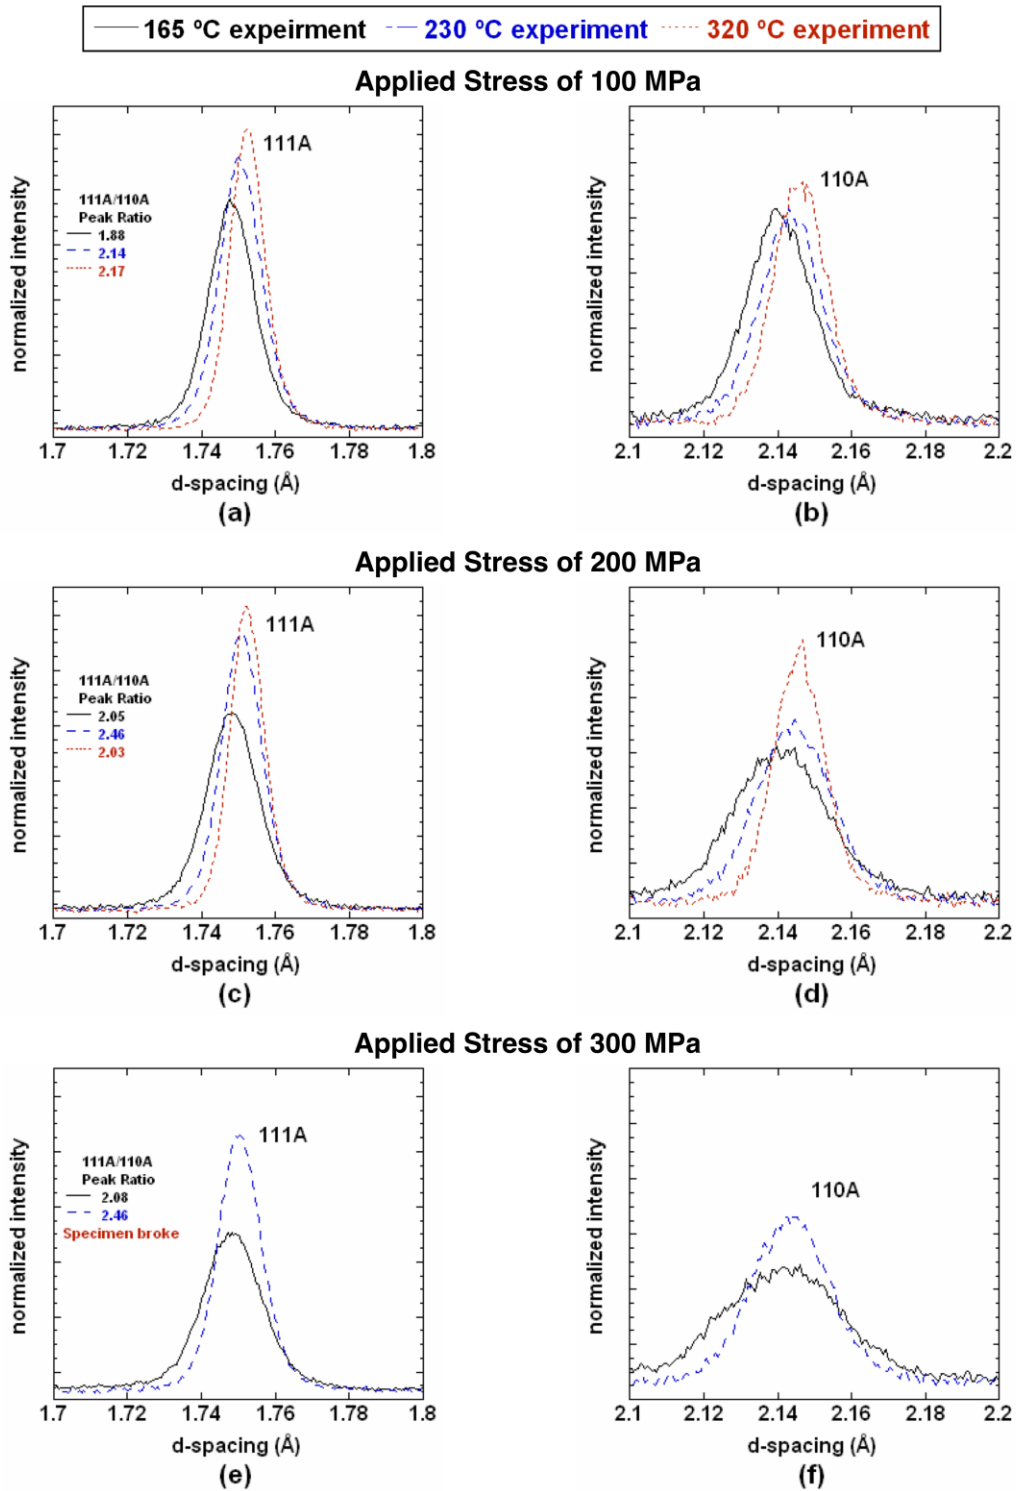 165 ºC expeirment 230 ºC experiment 320 ºC experiment
Applied Stress of 100 MPa
normalized intensity
111A
111A/110A
Peak Ratio
1.88
2.14
2.17
1.7 1.72 1.74 1.76 1.78 1.8
d-spacing (Å)
(a)
normalized intensity
110A
2.1 2.12 2.14 2.16 2.18 2.2
d-spacing (Å)
(b)
Applied Stress of 200 MPa
normalized intensity
111A
111A/110A
Peak Ratio
2.05
2.46
2.03
1.7 1.72 1.74 1.76 1.78 1.8
d-spacing (Å)
(c)
normalized intensity
110A
2.1 2.12 2.14 2.16 2.18 2.2
d-spacing (Å)
(d)
Applied Stress of 300 MPa
normalized intensity
111A
111A/110A
Peak Ratio
2.08
2.46
Specimen broke
1.7 1.72 1.74 1.76 1.78 1.8
d-spacing (Å)
(e)
normalized intensity
110A
2.1 2.12 2.14 2.16 2.18 2.2
d-spacing (Å)
(f)